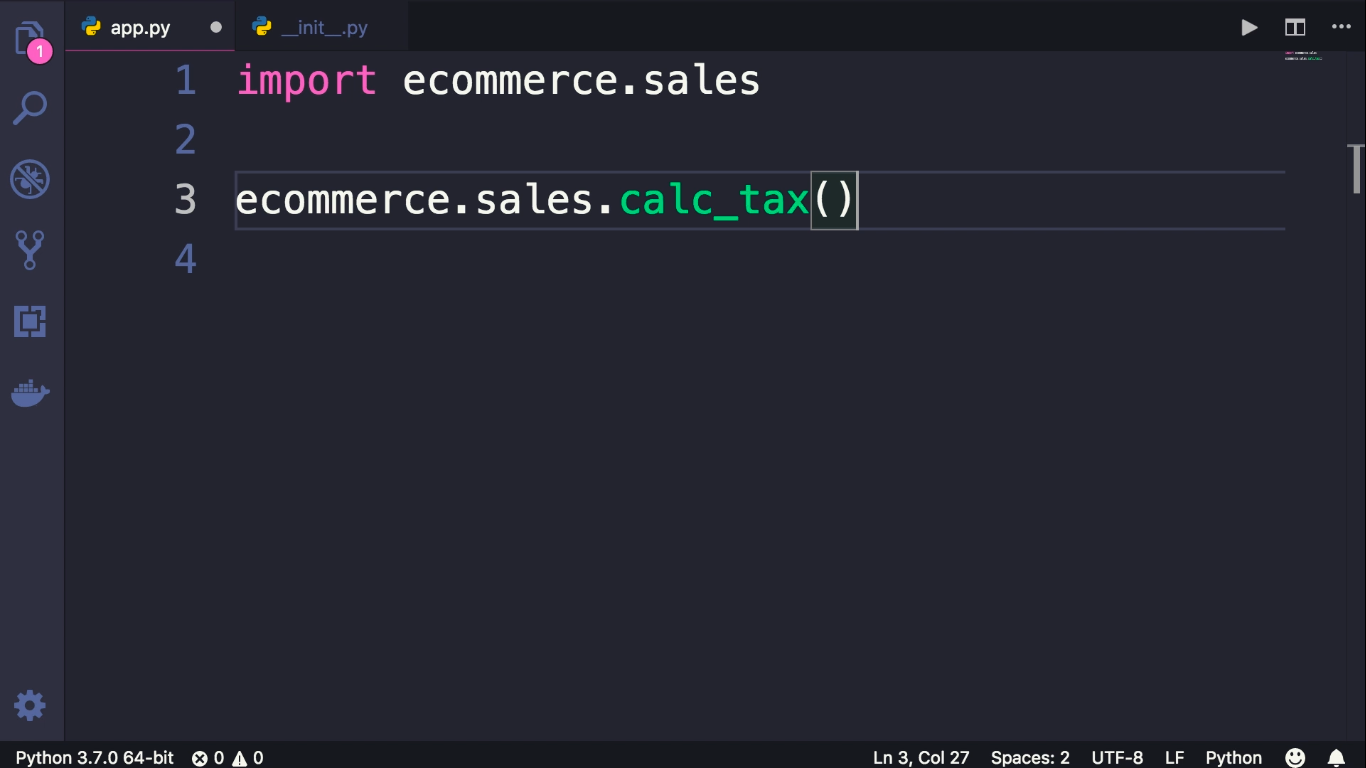 app.py
__init__.py
1
1 import ecommerce.sales
2
3 ecommerce.sales.calc_tax()
4
Python 3.7.0 64-bit 0 0 Ln 3, Col 27 Spaces: 2 UTF-8 LF Python